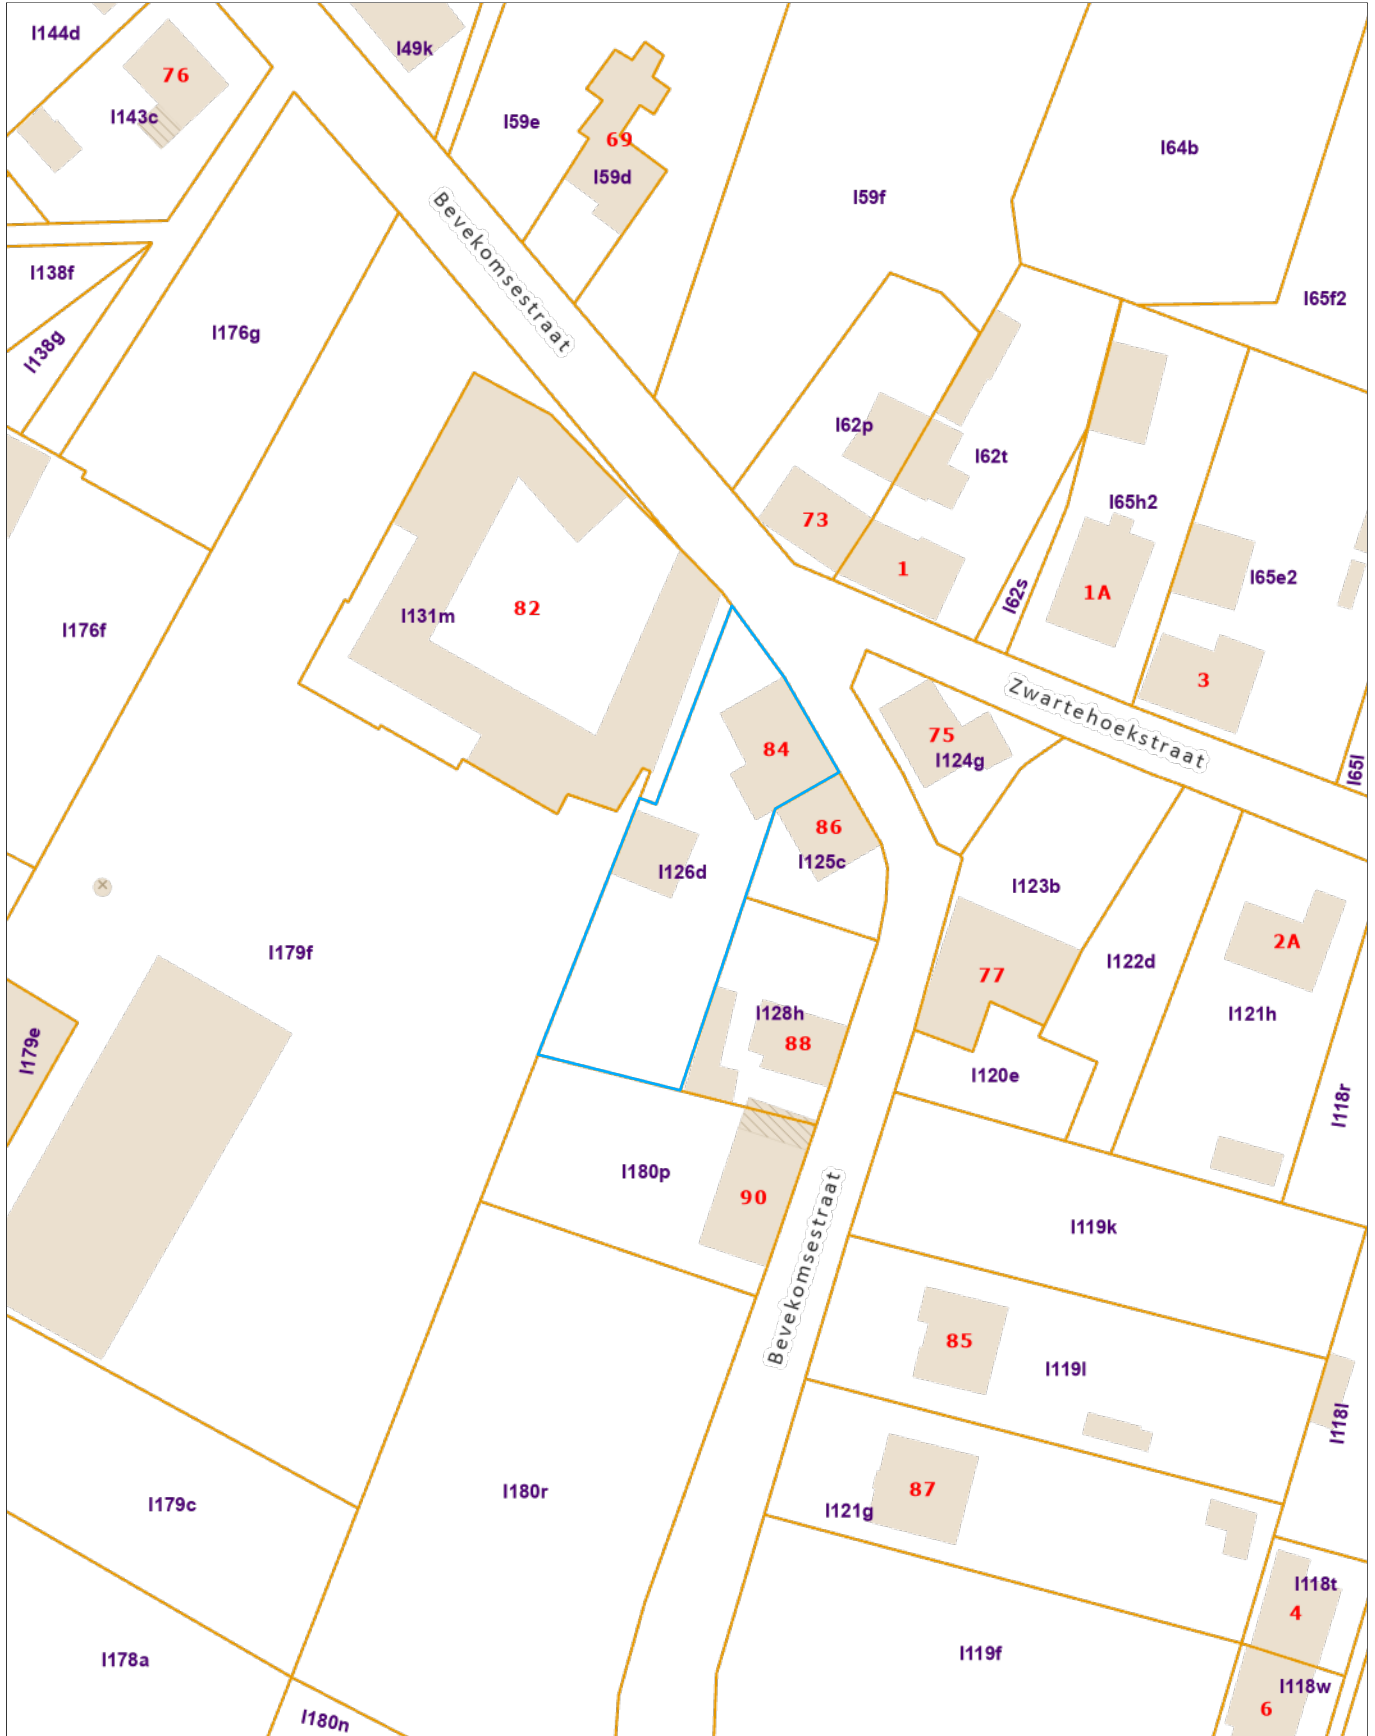 I144d
I49k
76
I143c
I59e
69
I59d
I64b
I59f
Bevekomsestraat
I138f
I65f2
I176g
I138g
I62p
I62t
I65h2
73
1
I65e2
1A
I62s
82
I131m
I176f
3
Zwartehoekstraat
75
84
I124g
I65l
86
I125c
I126d
I123b
2A
I179f
I122d
77
I128h
I121h
88
I179e
I120e
I118r
I180p
90
Bevekomsestraat
I119k
85
I119l
I118l
87
I180r
I179c
I121g
I118t
4
I119f
I178a
I118w
6
I180n